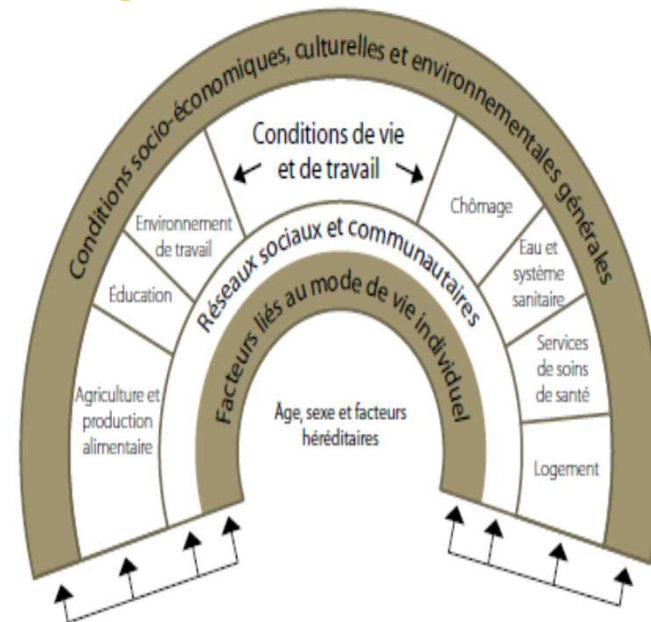 Conditions socio-économiques, culturelles et environnementales générales
Conditions de vie
et de travail
Environnement
de travail
Éducation
Agriculture et
production
alimentaire
Chômage
Eau et
système
sanitaire
Services
de soins
de santé
Logement
Réseaux sociaux et communautaires
Facteurs liés au mode de vie individuel
Âge, sexe et facteurs
héréditaires